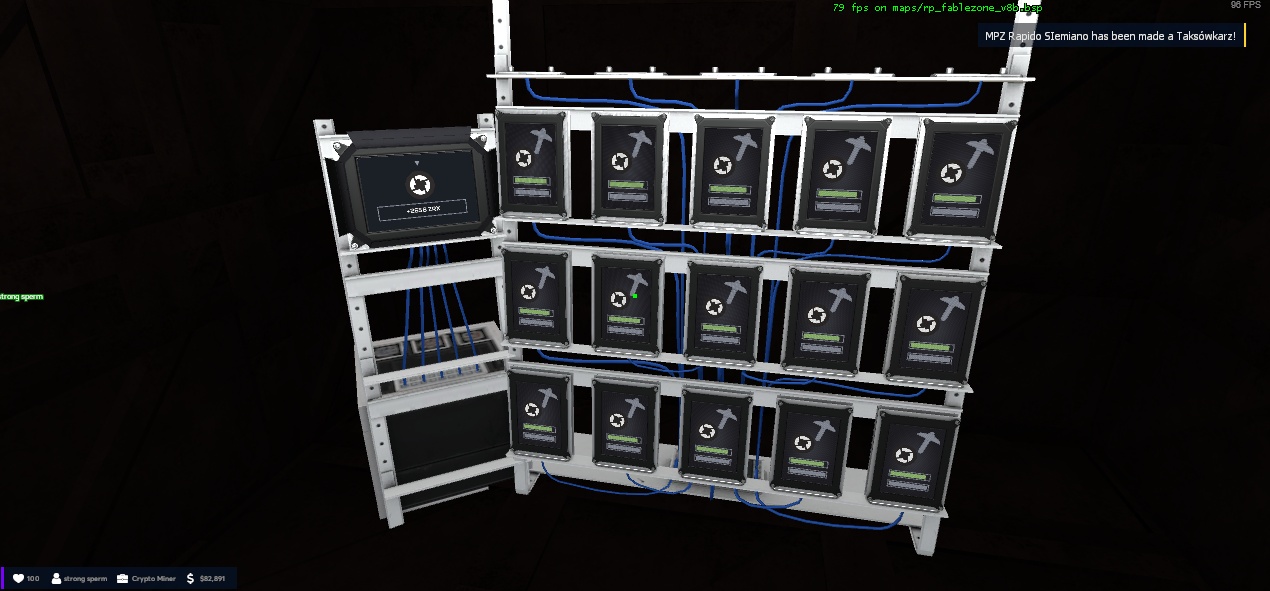 79 fps on maps/rp_fablezone_v8b.bsp
96 FPS
MPZ Rapido SIemiano has been made a Taksówkarz!
strong sperm
100
strong sperm
Crypto Miner
$82,891